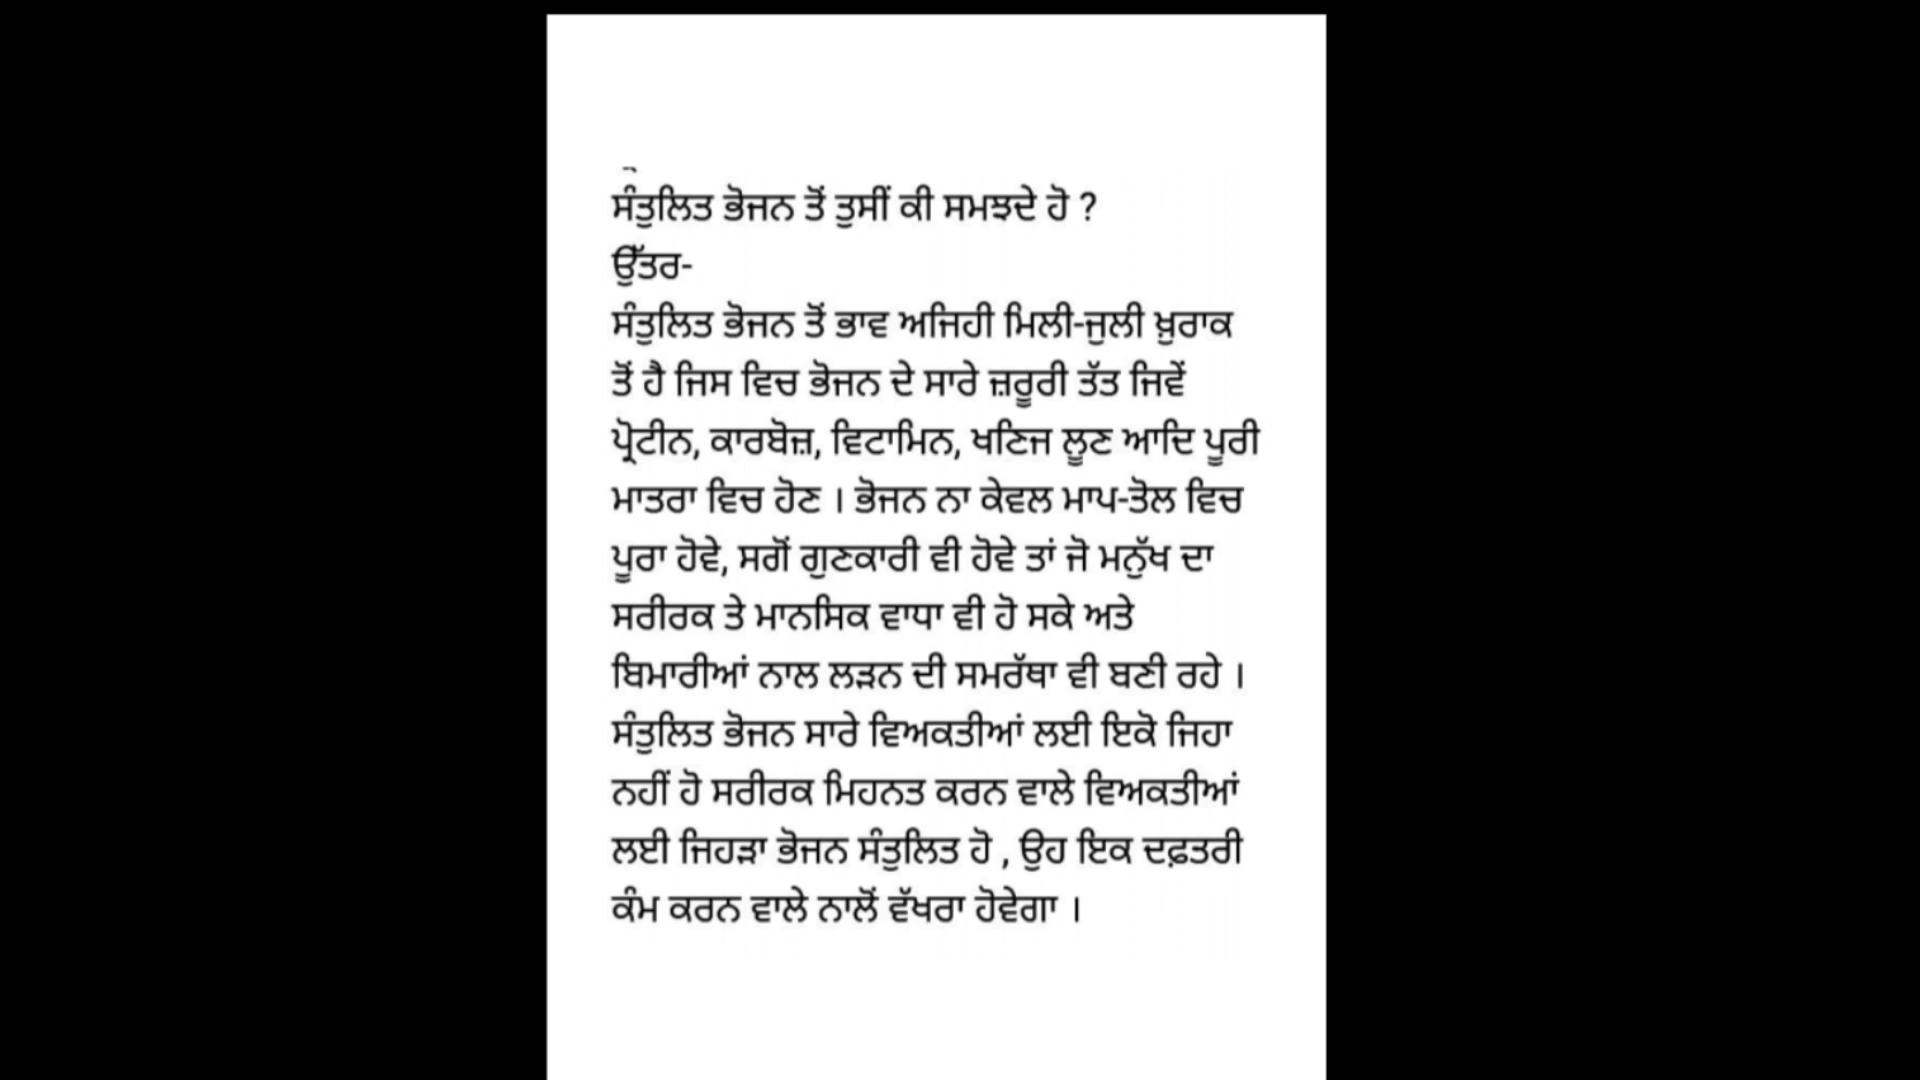 ਸੰਤੁਲਿਤ ਭੋਜਨ ਤੋਂ ਤੁਸੀਂ ਕੀ ਸਮਝਦੇ ਹੋ ?
ਉੱਤਰ-
ਸੰਤੁਲਿਤ ਭੋਜਨ ਤੋਂ ਭਾਵ ਅਜਿਹੀ ਮਿਲੀ-ਜੁਲੀ ਖ਼ੁਰਾਕ
ਤੋਂ ਹੈ ਜਿਸ ਵਿਚ ਭੋਜਨ ਦੇ ਸਾਰੇ ਜ਼ਰੂਰੀ ਤੱਤ ਜਿਵੇਂ
ਪ੍ਰੋਟੀਨ, ਕਾਰਬੋਜ਼, ਵਿਟਾਮਿਨ, ਖਣਿਜ ਲੂਣ ਆਦਿ ਪੂਰੀ
ਮਾਤਰਾ ਵਿਚ ਹੋਣ । ਭੋਜਨ ਨਾ ਕੇਵਲ ਮਾਪ-ਤੋਲ ਵਿਚ
ਪੂਰਾ ਹੋਵੇ, ਸਗੋਂ ਗੁਣਕਾਰੀ ਵੀ ਹੋਵੇ ਤਾਂ ਜੋ ਮਨੁੱਖ ਦਾ
ਸਰੀਰਕ ਤੇ ਮਾਨਸਿਕ ਵਾਧਾ ਵੀ ਹੋ ਸਕੇ ਅਤੇ
ਬਿਮਾਰੀਆਂ ਨਾਲ ਲੜਨ ਦੀ ਸਮਰੱਥਾ ਵੀ ਬਣੀ ਰਹੇ ।
ਸੰਤੁਲਿਤ ਭੋਜਨ ਸਾਰੇ ਵਿਅਕਤੀਆਂ ਲਈ ਇਕੋ ਜਿਹਾ
ਨਹੀਂ ਹੋ ਸਰੀਰਕ ਮਿਹਨਤ ਕਰਨ ਵਾਲੇ ਵਿਅਕਤੀਆਂ
ਲਈ ਜਿਹੜਾ ਭੋਜਨ ਸੰਤੁਲਿਤ ਹੋ , ਉਹ ਇਕ ਦਫ਼ਤਰੀ
ਕੰਮ ਕਰਨ ਵਾਲੇ ਨਾਲੋਂ ਵੱਖਰਾ ਹੋਵੇਗਾ ।